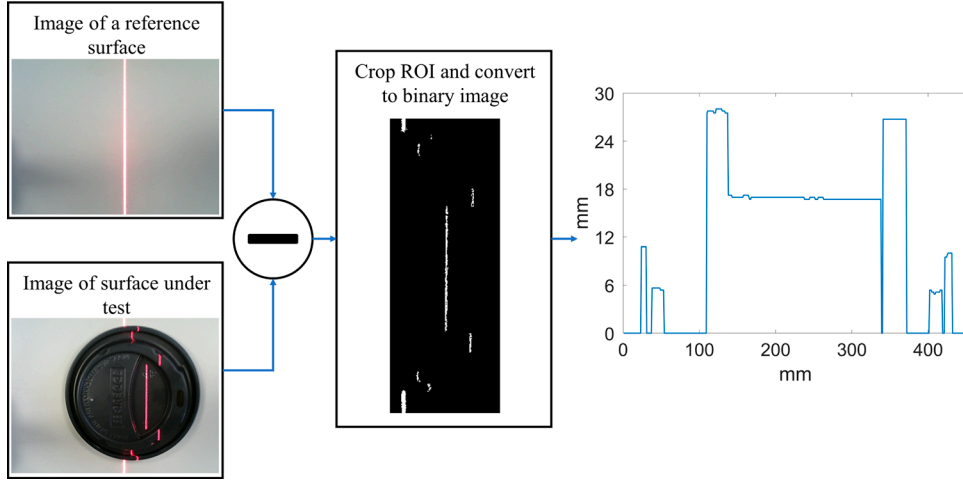 Image of a reference
surface
Image of surface under
test
Crop ROI and convert
to binary image
30
24
18
12
6
0
mm
0
100
200
300
400
mm